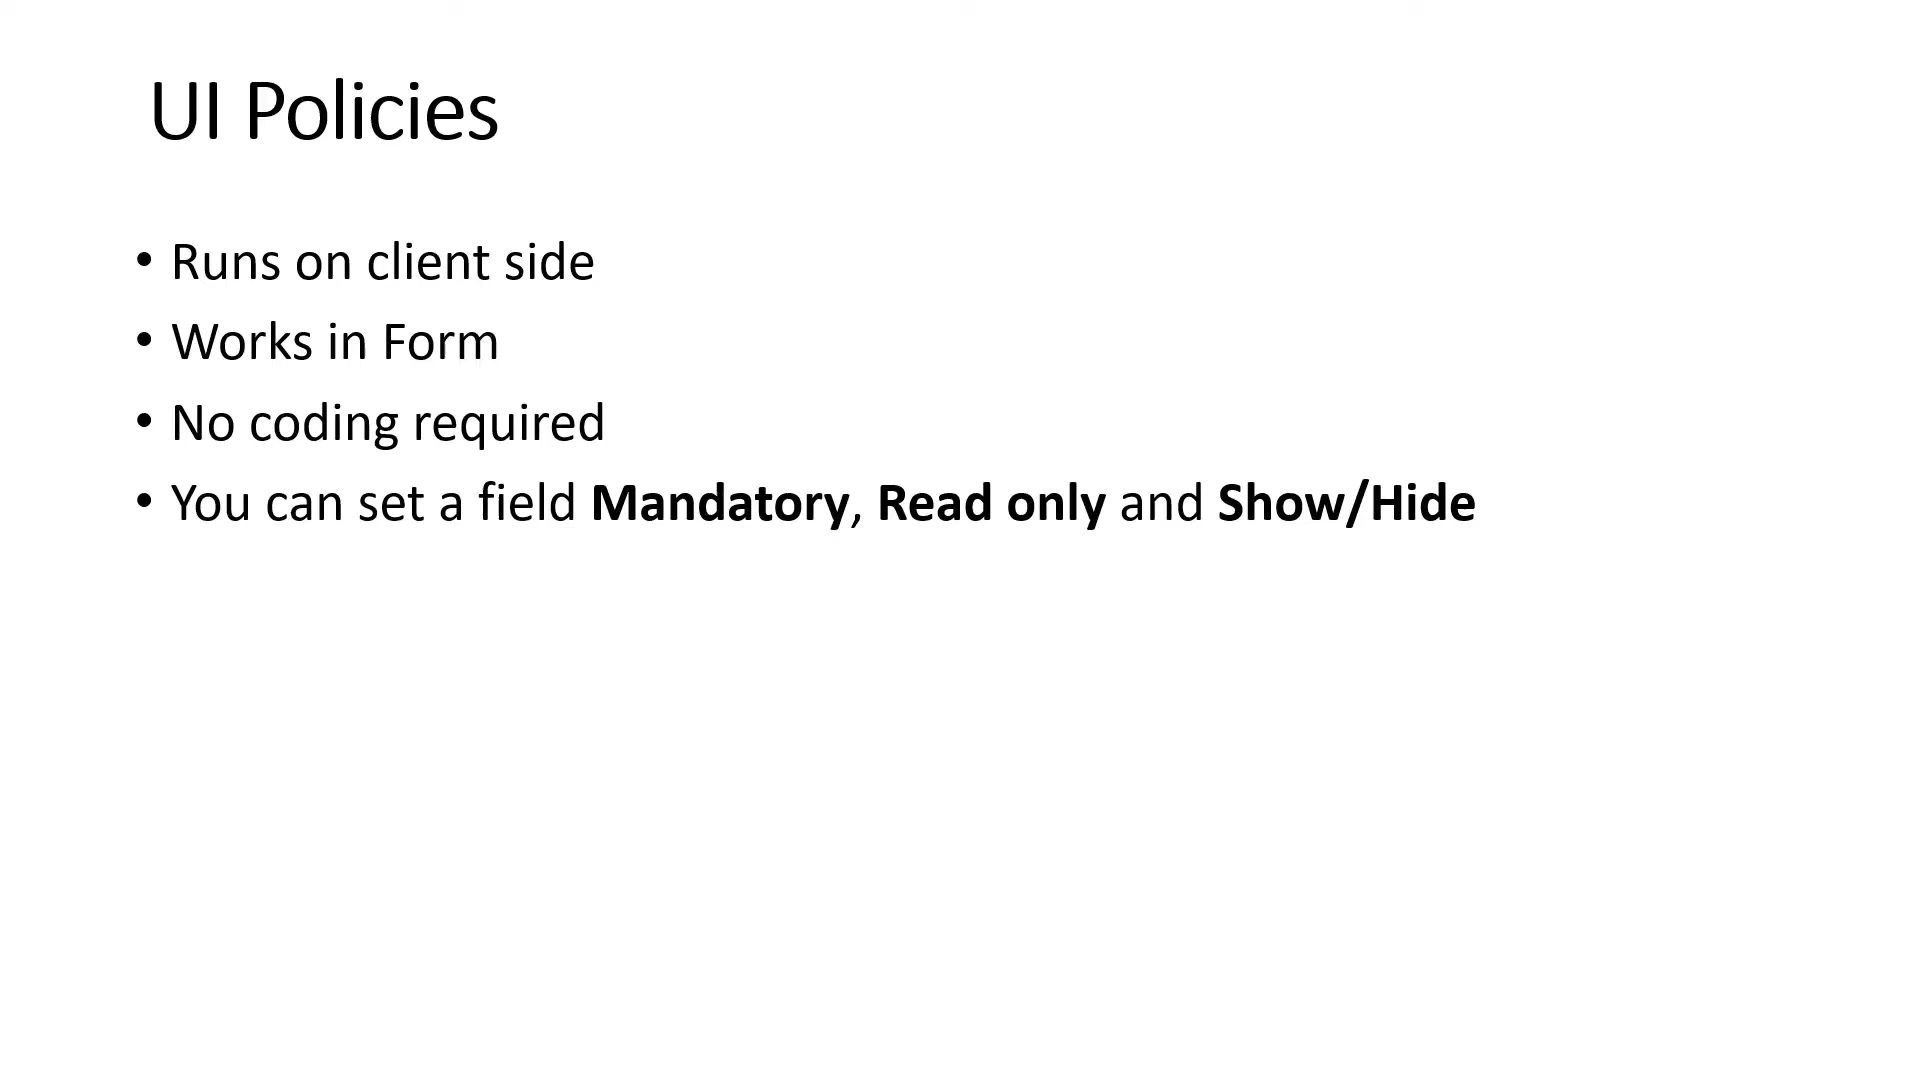 UI Policies
• Runs on client side
• Works in Form
• No coding required
• You can set a field Mandatory, Read only and Show/Hide